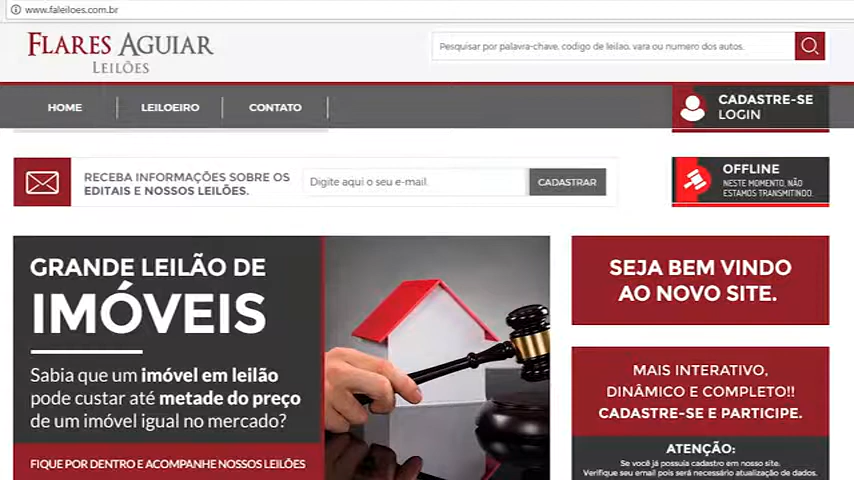 www.faleiloes.com.br
FLARES AGUIAR
LEILÕES
Pesquisar por palavra-chave, codigo de leilao, vara ou numero dos autos.
HOME
LEILOEIRO
CONTATO
CADASTRE-SE
LOGIN
RECEBA INFORMAÇÕES SOBRE OS
EDITAIS E NOSSOS LEILÕES.
Digite aqui o seu e-mail.
CADASTRAR
OFFLINE
NESTE MOMENTO, NÃO
ESTAMOS TRANSMITINDO.
GRANDE LEILÃO DE
IMÓVEIS
Sabia que um imóvel em leilão
pode custar até metade do preço
de um imóvel igual no mercado?
FIQUE POR DENTRO E ACOMPANHE NOSSOS LEILÕES
SEJA BEM VINDO
AO NOVO SITE.
MAIS INTERATIVO,
DINÂMICO E COMPLETO!!
CADASTRE-SE E PARTICIPE.
ATENÇÃO:
Se você já possuia cadastro em nosso site.
Verifique seu email pois será necessário atualização de dados.